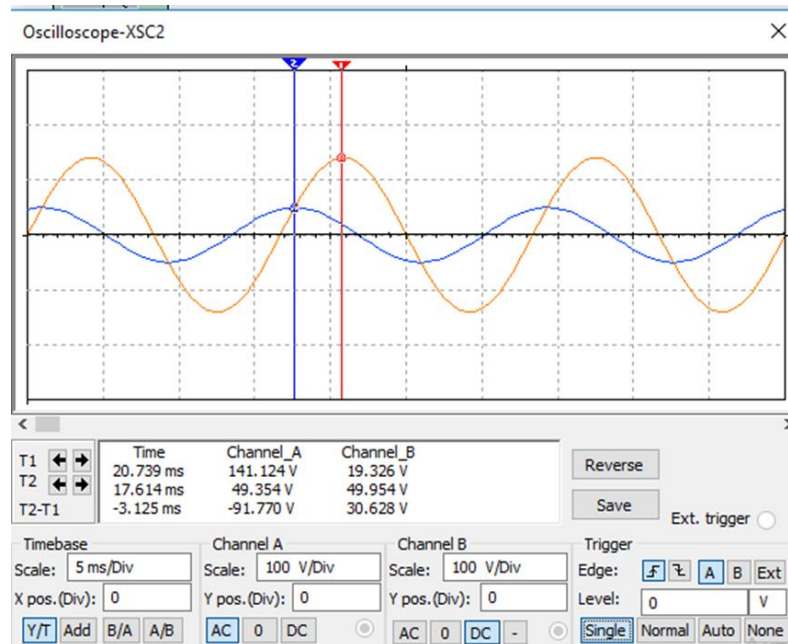 Oscilloscope-XSC2
2 1
T1
T2
T2-T1
Time Channel_A Channel_B
20.739 ms 141.124 V 19.326 V
17.614 ms 49.354 V 49.954 V
-3.125 ms -91.770 V 30.628 V
Reverse
Save
Ext. trigger
Timebase
Scale: 5 ms/Div
X pos.(Div): 0
Y/T Add B/A A/B
Channel A
Scale: 100 V/Div
Y pos.(Div): 0
AC 0 DC
Channel B
Scale: 100 V/Div
Y pos.(Div): 0
AC 0 DC -
Trigger
Edge: A B Ext
Level: 0 V
Single Normal Auto None